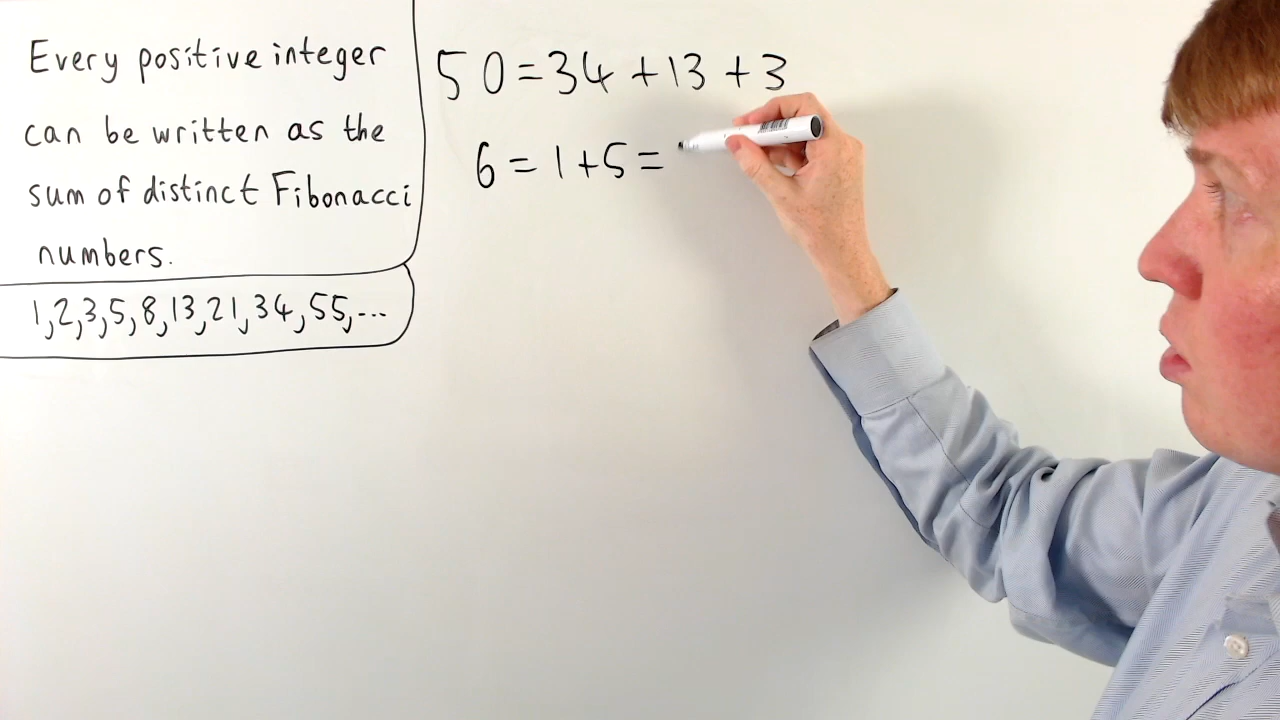 Every positive integer
can be written as the
sum of distinct Fibonacci
numbers.
1,2,3,5,8,13,21,34,55,...
50=34+13+3
6=1+5=